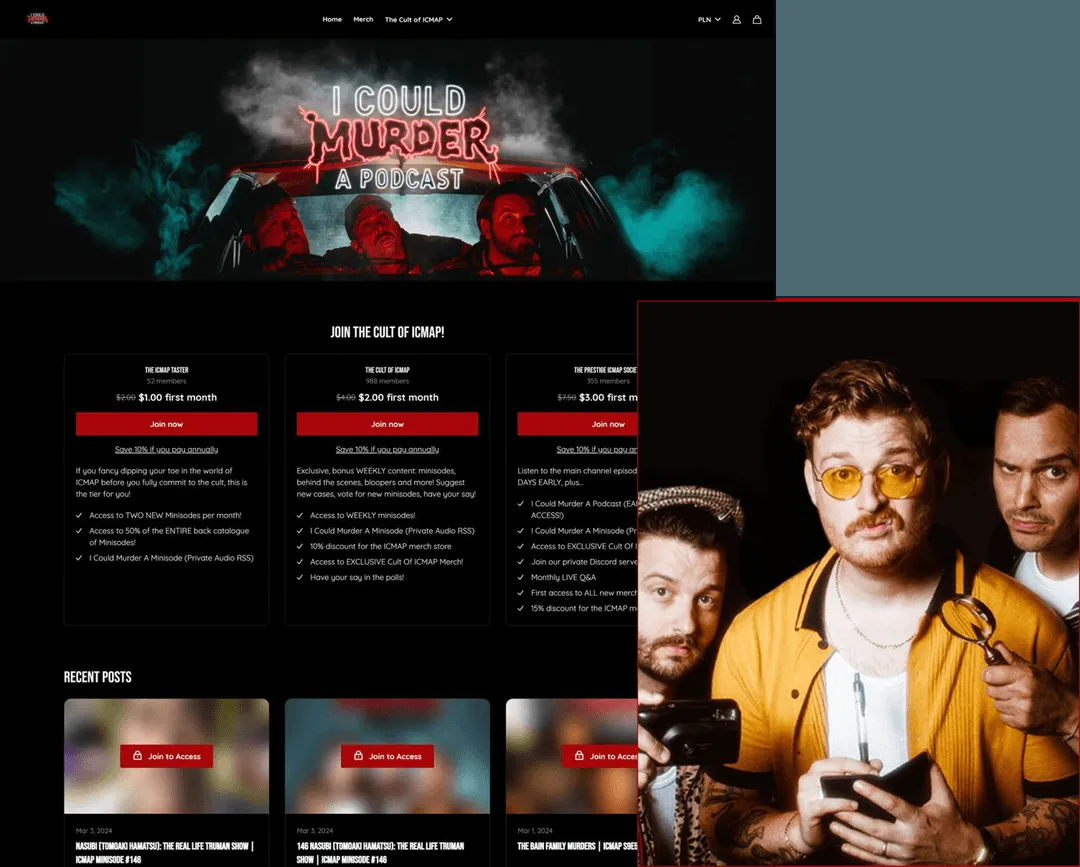 Home Merch The Cult of ICMAP PLN
I COULD
MURDER
A PODCAST
JOIN THE CULT OF ICMAP!
THE ICMAP TASTER
52 members
$2.00 $1.00 first month
Join now
Save 10% if you pay annually
If you fancy dipping your toe in the world of
ICMAP before you fully commit to the cult, this is
the tier for you!
Access to TWO NEW Minisodes per month!
Access to 50% of the ENTIRE back catalogue
of Minisodes!
I Could Murder A Minisode (Private Audio RSS)
THE CULT OF ICMAP
988 members
$4.00 $2.00 first month
Join now
Save 10% if you pay annually
Exclusive, bonus WEEKLY content: minisodes,
behind the scenes, bloopers and more! Suggest
new cases, vote for new minisodes, have your say!
Access to WEEKLY minisodes!
I Could Murder A Minisode (Private Audio RSS)
10% discount for the ICMAP merch store
Access to EXCLUSIVE Cult Of ICMAP Merch!
Have your say in the polls!
THE PRESTIGE ICMAP SOCIE
355 members
$7.50 $3.00 first m
Join now
Save 10% if you pay an
Listen to the main channel episod
DAYS EARLY, plus...
I Could Murder A Podcast (EA
ACCESS!)
I Could Murder A Minisode (Pr
Access to EXCLUSIVE Cult Of I
Join our private Discord serve
Monthly LIVE Q&A
First access to ALL new merch
15% discount for the ICMAP m
RECENT POSTS
Join to Access
Mar 3, 2024
NASUBI (TOMOAKI HAMATSU): THE REAL LIFE TRUMAN SHOW |
ICMAP MINISODE #146
Join to Access
Mar 3, 2024
146 NASUBI (TOMOAKI HAMATSU): THE REAL LIFE TRUMAN
SHOW | ICMAP MINISODE #146
Join to Acces
Mar 1, 2024
THE BAIN FAMILY MURDERS | ICMAP